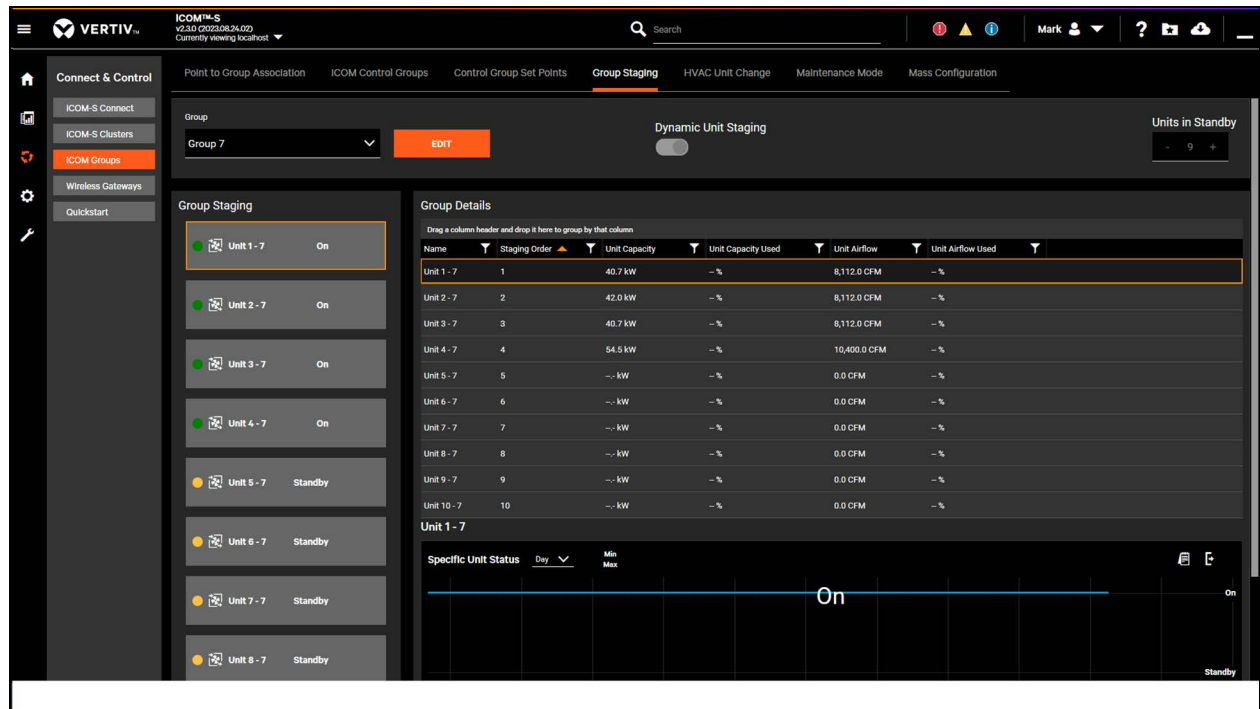 VERTIV™
ICOM™-S
v2.3.0 (2023.08.24.02)
Currently viewing localhost
Search
Mark
?
Connect & Control
ICOM-S Connect
ICOM-S Clusters
ICOM Groups
Wireless Gateways
Quickstart
Point to Group Association ICOM Control Groups Control Group Set Points Group Staging HVAC Unit Change Maintenance Mode Mass Configuration
Group
Group 7
EDIT
Dynamic Unit Staging
Units in Standby
- 9 +
Group Staging
Unit 1 - 7 On
Unit 2 - 7 On
Unit 3 - 7 On
Unit 4 - 7 On
Unit 5 - 7 Standby
Unit 6 - 7 Standby
Unit 7 - 7 Standby
Unit 8 - 7 Standby
Group Details
Drag a column header and drop it here to group by that column
Name Staging Order Unit Capacity Unit Capacity Used Unit Airflow Unit Airflow Used
Unit 1 - 7 1 40.7 kW -- % 8,112.0 CFM -- %
Unit 2 - 7 2 42.0 kW -- % 8,112.0 CFM -- %
Unit 3 - 7 3 40.7 kW -- % 8,112.0 CFM -- %
Unit 4 - 7 4 54.5 kW -- % 10,400.0 CFM -- %
Unit 5 - 7 5 --.- kW -- % 0.0 CFM -- %
Unit 6 - 7 6 --.- kW -- % 0.0 CFM -- %
Unit 7 - 7 7 --.- kW -- % 0.0 CFM -- %
Unit 8 - 7 8 --.- kW -- % 0.0 CFM -- %
Unit 9 - 7 9 --.- kW -- % 0.0 CFM -- %
Unit 10 - 7 10 --.- kW -- % 0.0 CFM -- %
Unit 1 - 7
Specific Unit Status Day
Min
Max
On
On
Standby